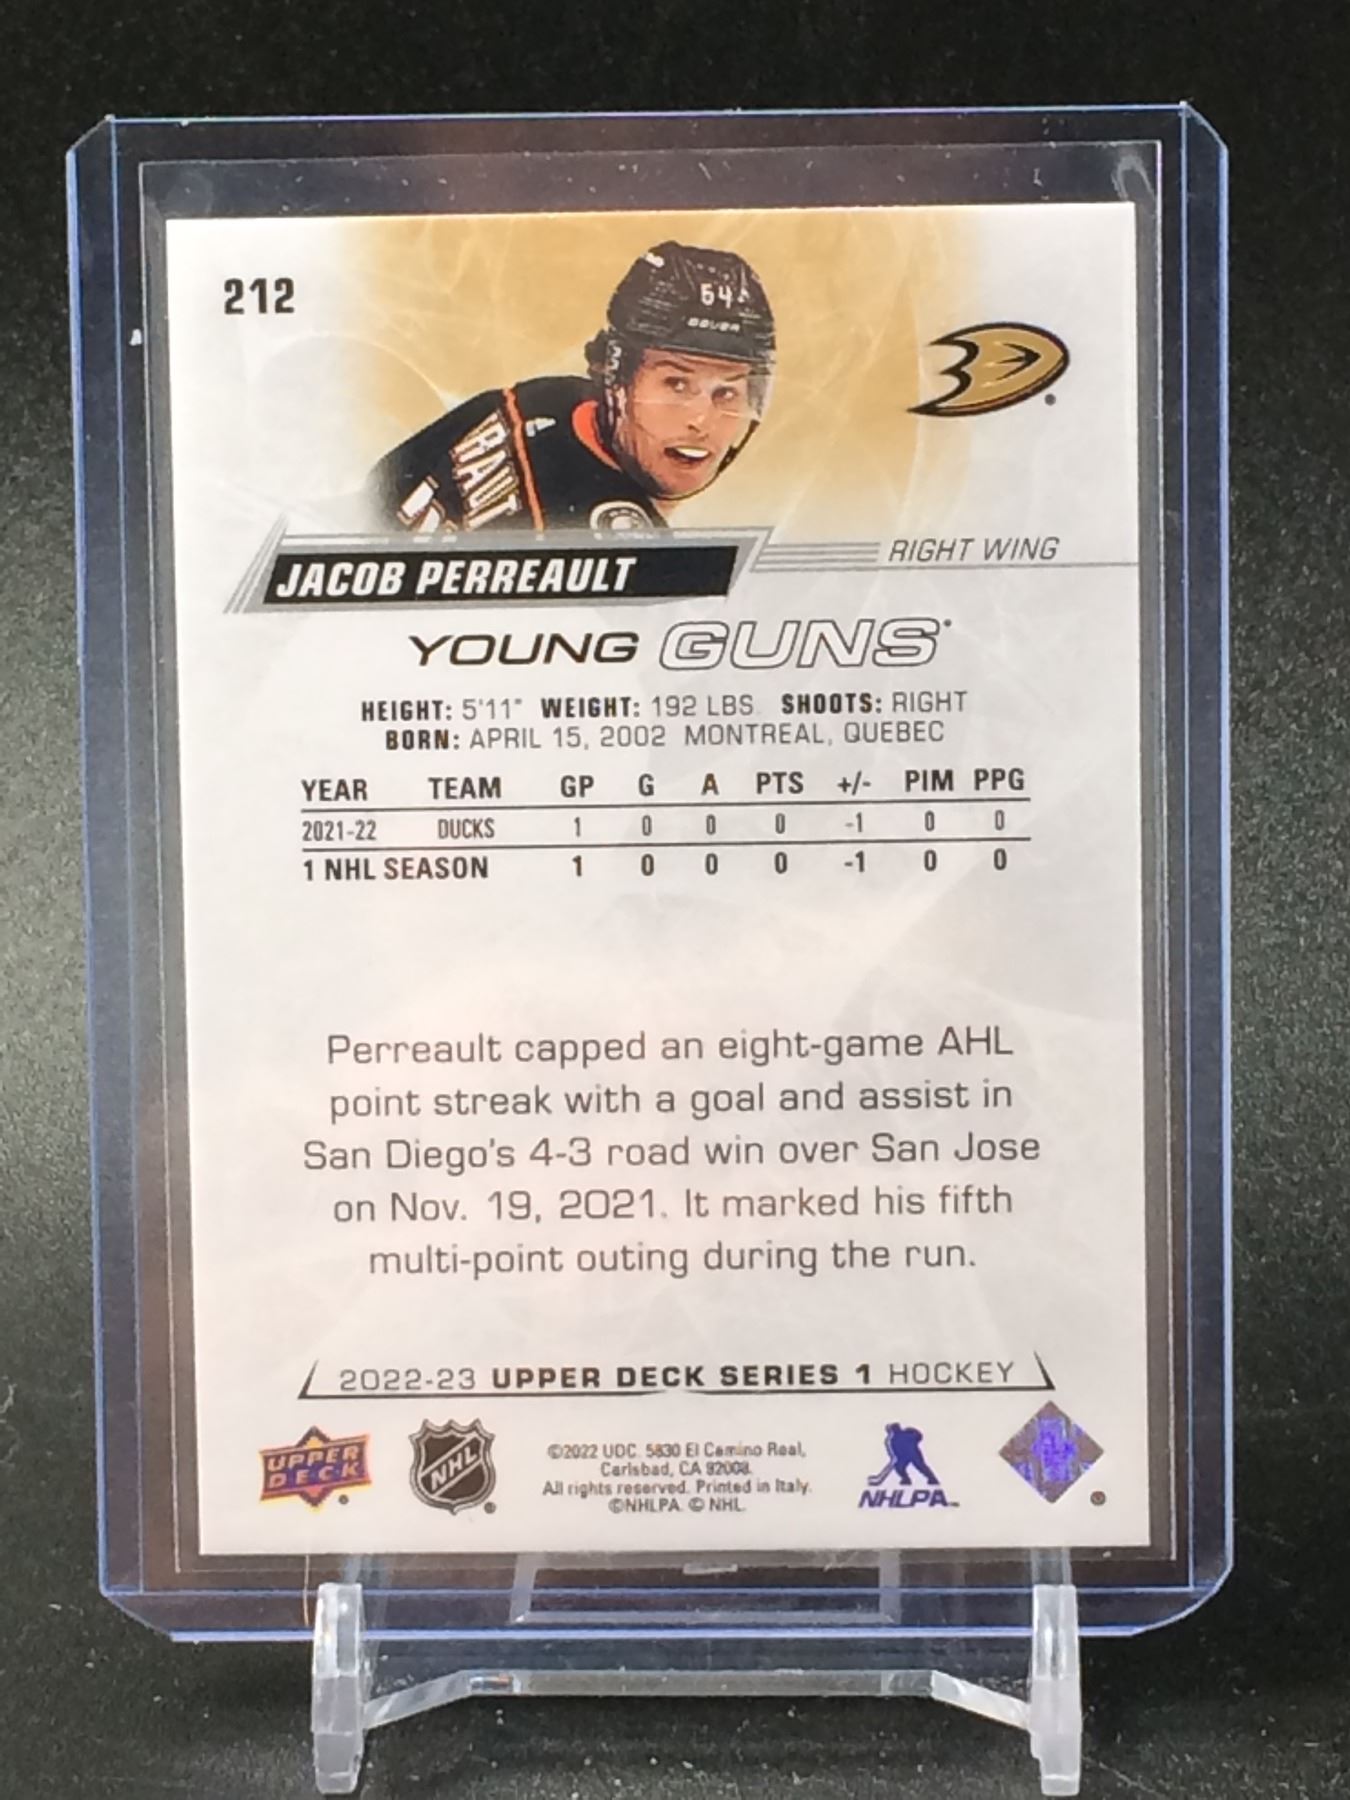 212
54
BAUER
RAULT
JACOB PERREAULT
RIGHT WING
YOUNG GUNS
HEIGHT: 5'11" WEIGHT: 192 LBS. SHOOTS: RIGHT
BORN: APRIL 15, 2002 MONTREAL, QUEBEC
YEAR TEAM GP G A PTS +/- PIM PPG
2021-22 DUCKS 1 0 0 0 -1 0 0
1 NHL SEASON 1 0 0 0 -1 0 0
Perreault capped an eight-game AHL
point streak with a goal and assist in
San Diego's 4-3 road win over San Jose
on Nov. 19, 2021. It marked his fifth
multi-point outing during the run.
2022-23 UPPER DECK SERIES 1 HOCKEY
UPPER
DECK
®
NHL
®
©2022 UDC. 5830 El Camino Real,
Carlsbad, CA 92008.
All rights reserved. Printed in Italy.
©NHLPA. © NHL.
NHLPA™
®